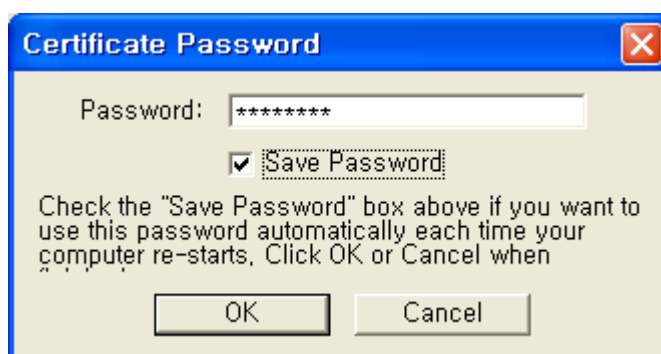 Certificate Password
Password: ********
Save Password
Check the "Save Password" box above if you want to
use this password automatically each time your
computer re-starts, Click OK or Cancel when
OK Cancel